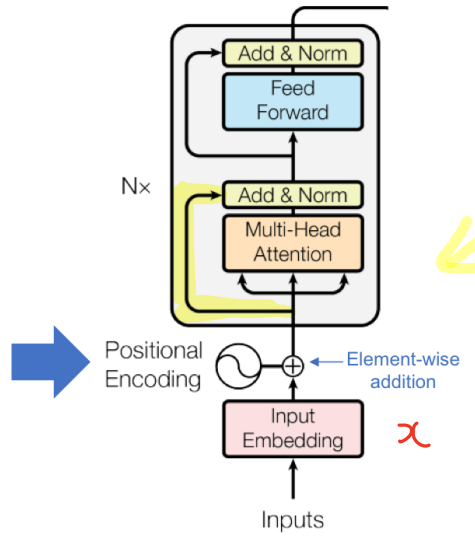 Add & Norm
Feed
Forward
N×
Add & Norm
Multi-Head
Attention
Positional
Encoding
Element-wise
addition
Input
Embedding
x
Inputs